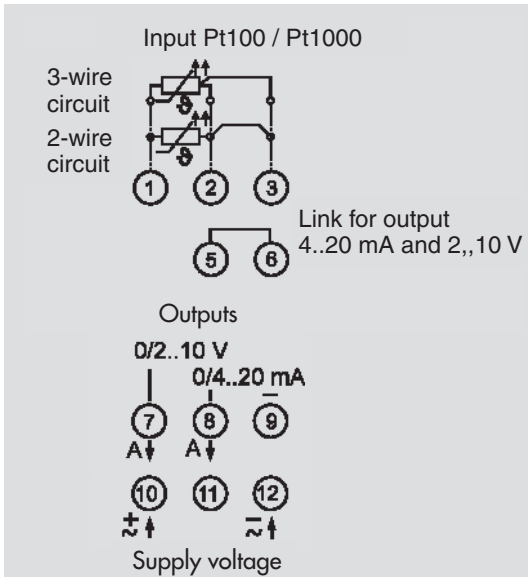 Input Pt100 / Pt1000
3-wire
circuit
ϑ
2-wire
circuit
ϑ
1 2 3
Link for output
4..20 mA and 2,,10 V
5 6
Outputs
0/2..10 V
0/4..20 mA
–
7 8 9
A A
10 11 12
± ~ – ~
Supply voltage